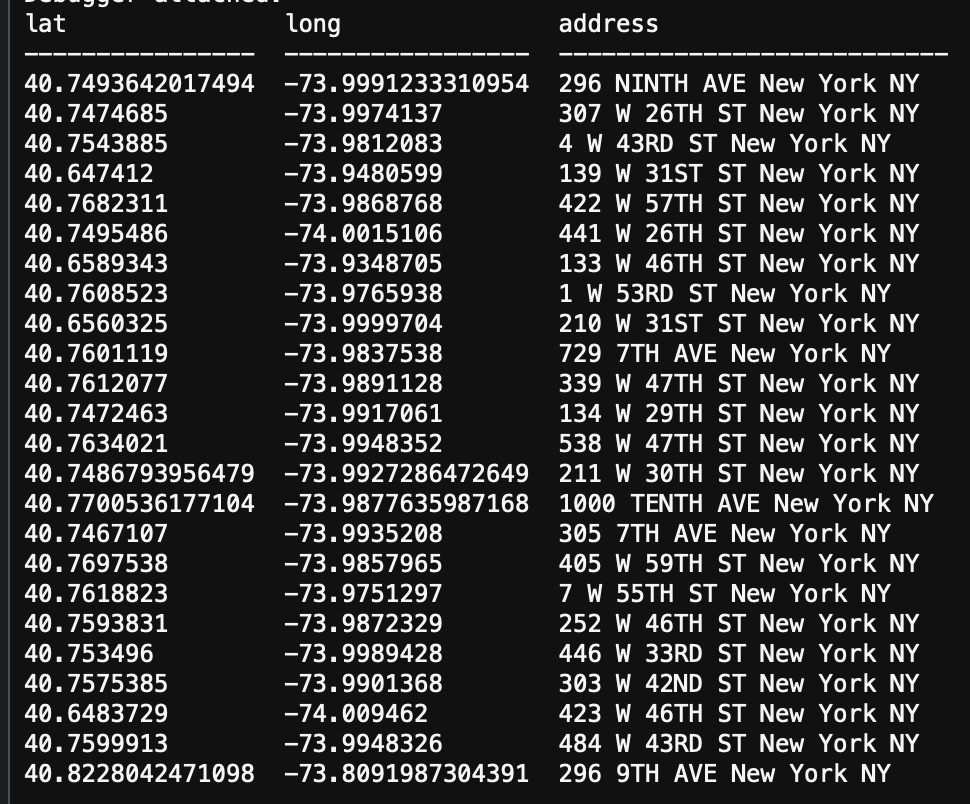 Debugger attached.
lat long address
---------------- ----------------- ---------------------------
40.7493642017494 -73.9991233310954 296 NINTH AVE New York NY
40.7474685 -73.9974137 307 W 26TH ST New York NY
40.7543885 -73.9812083 4 W 43RD ST New York NY
40.647412 -73.9480599 139 W 31ST ST New York NY
40.7682311 -73.9868768 422 W 57TH ST New York NY
40.7495486 -74.0015106 441 W 26TH ST New York NY
40.6589343 -73.9348705 133 W 46TH ST New York NY
40.7608523 -73.9765938 1 W 53RD ST New York NY
40.6560325 -73.9999704 210 W 31ST ST New York NY
40.7601119 -73.9837538 729 7TH AVE New York NY
40.7612077 -73.9891128 339 W 47TH ST New York NY
40.7472463 -73.9917061 134 W 29TH ST New York NY
40.7634021 -73.9948352 538 W 47TH ST New York NY
40.7486793956479 -73.9927286472649 211 W 30TH ST New York NY
40.7700536177104 -73.9877635987168 1000 TENTH AVE New York NY
40.7467107 -73.9935208 305 7TH AVE New York NY
40.7697538 -73.9857965 405 W 59TH ST New York NY
40.7618823 -73.9751297 7 W 55TH ST New York NY
40.7593831 -73.9872329 252 W 46TH ST New York NY
40.753496 -73.9989428 446 W 33RD ST New York NY
40.7575385 -73.9901368 303 W 42ND ST New York NY
40.6483729 -74.009462 423 W 46TH ST New York NY
40.7599913 -73.9948326 484 W 43RD ST New York NY
40.8228042471098 -73.8091987304391 296 9TH AVE New York NY